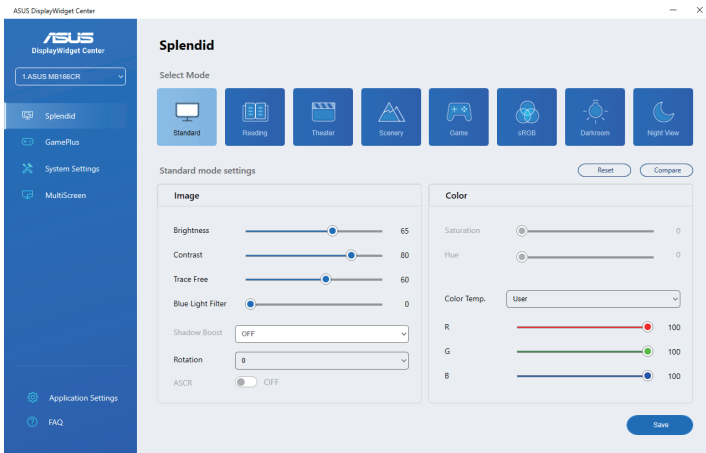 ASUS DisplayWidget Center
ASUS
DisplayWidget Center
1.ASUS MB166CR
Splendid
GamePlus
System Settings
MultiScreen
Application Settings
FAQ
Splendid
Select Mode
Standard
Reading
Theater
Scenery
Game
sRGB
Darkroom
Night View
Standard mode settings
Reset
Compare
Image
Brightness 65
Contrast 80
Trace Free 60
Blue Light Filter 0
Shadow Boost OFF
Rotation 0
ASCR OFF
Color
Saturation 0
Hue 0
Color Temp. User
R 100
G 100
B 100
Save